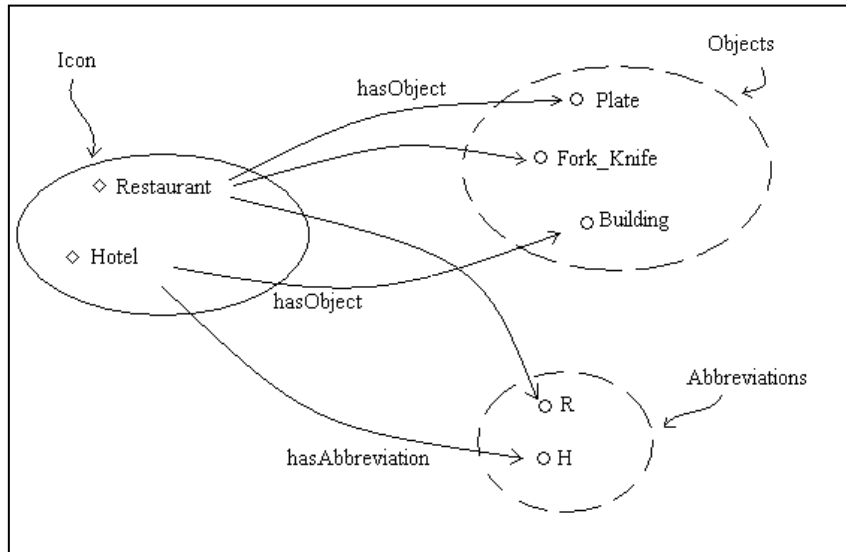 Objects
Icon
hasObject
Plate
Fork_Knife
Restaurant
Building
Hotel
hasObject
Abbreviations
R
hasAbbreviation
H